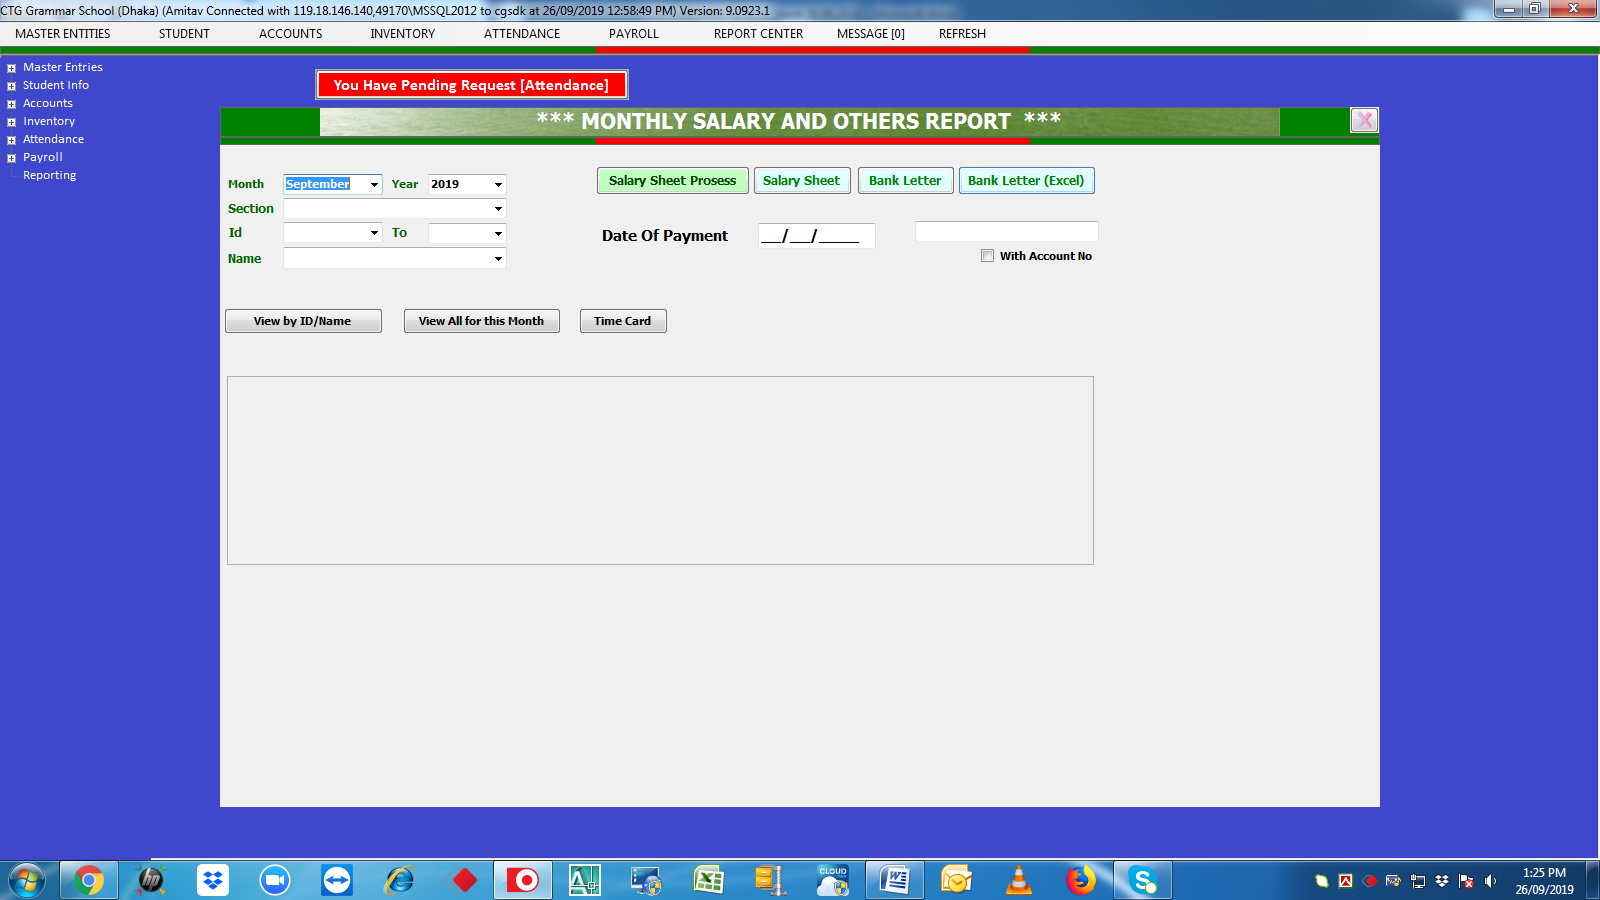 CTG Grammar School (Dhaka) (Amitav Connected with 119.18.146.140,49170\MSSQL2012 to cgsdk at 26/09/2019 12:58:49 PM) Version: 9.0923.1
MASTER ENTITIES STUDENT ACCOUNTS INVENTORY ATTENDANCE PAYROLL REPORT CENTER MESSAGE [0] REFRESH
Master Entries
Student Info
Accounts
Inventory
Attendance
Payroll
Reporting
You Have Pending Request [Attendance]
*** MONTHLY SALARY AND OTHERS REPORT ***
Month September Year 2019
Section
Id To
Name
Salary Sheet Prosess Salary Sheet Bank Letter Bank Letter (Excel)
Date Of Payment __/__/____
With Account No
View by ID/Name View All for this Month Time Card
hp CLOUD
1:25 PM
26/09/2019